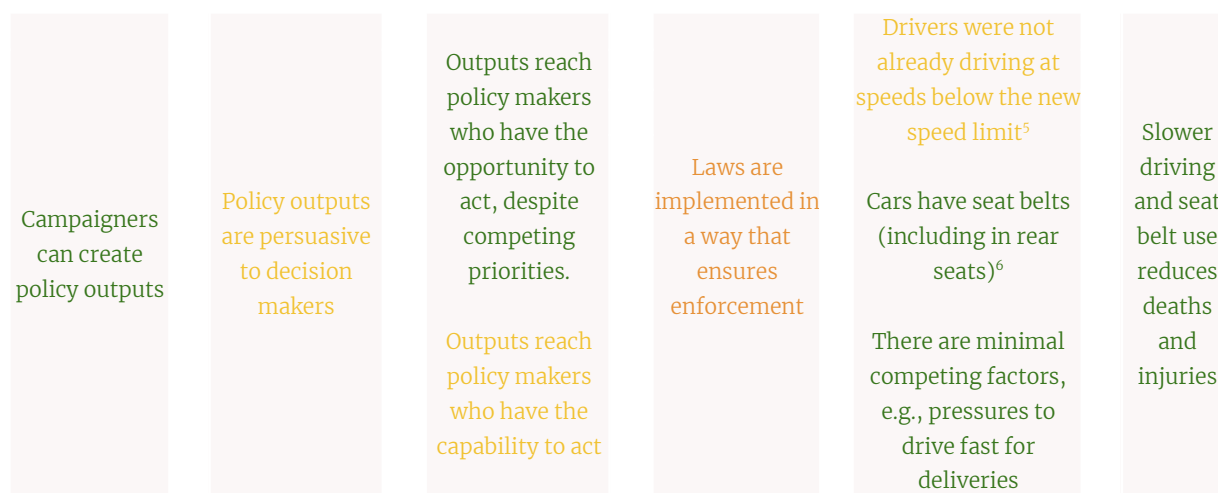 Campaigners
can create
policy outputs
Policy outputs
are persuasive
to decision
makers
Outputs reach
policy makers
who have the
opportunity to
act, despite
competing
priorities.
Outputs reach
policy makers
who have the
capability to act
Laws are
implemented in
a way that
ensures
enforcement
Drivers were not
already driving at
speeds below the new
speed limit⁵
Cars have seat belts
(including in rear
seats)⁶
There are minimal
competing factors,
e.g., pressures to
drive fast for
deliveries
Slower
driving
and seat
belt use
reduces
deaths
and
injuries